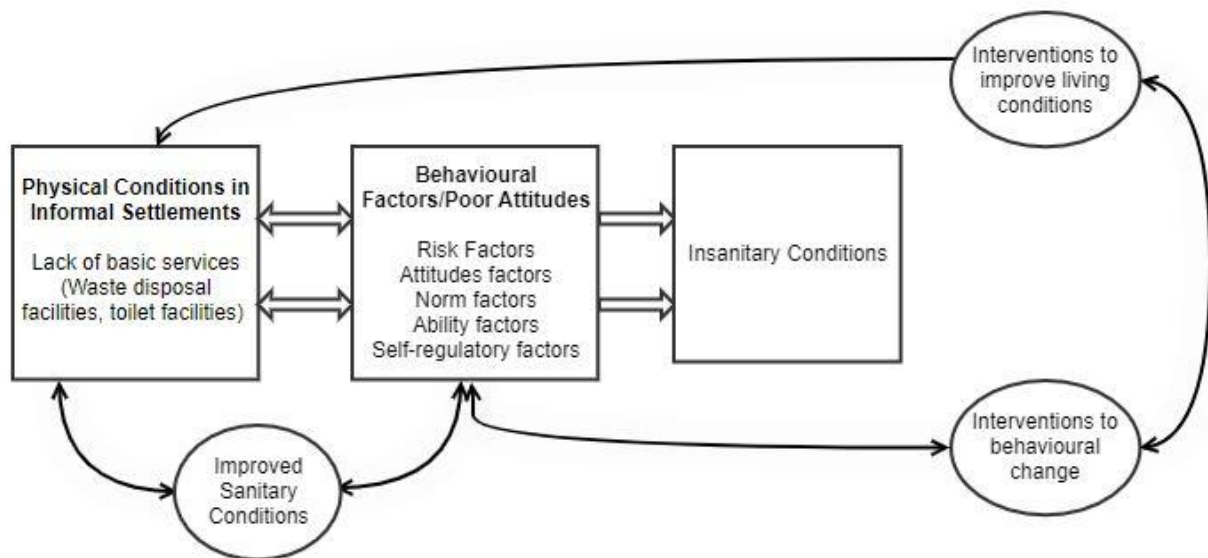 Interventions to
improve living
conditions
Physical Conditions in
Informal Settlements
Lack of basic services
(Waste disposal
facilities, toilet facilities)
Behavioural
Factors/Poor Attitudes
Risk Factors
Attitudes factors
Norm factors
Ability factors
Self-regulatory factors
Insanitary Conditions
Improved
Sanitary
Conditions
Interventions to
behavioural
change